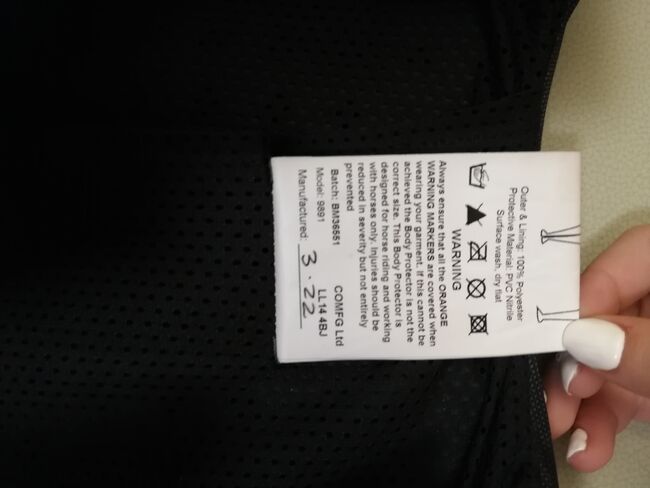 Outer & Lining: 100% Polyester
Protective Material: PVC Nitrile
Surface wash, dry flat
WARNING
Always ensure that all the ORANGE
WARNING MARKERS are covered when
wearing your garment. If this cannot be
achieved the Body Protector is not the
correct size. This Body Protector is
designed for horse riding and working
with horses only. Injuries should be
reduced in severity but not entirely
prevented
Batch: BM36651 COMFG Ltd
Model: 9891 LL14 4BJ
Manufactured: 3.22